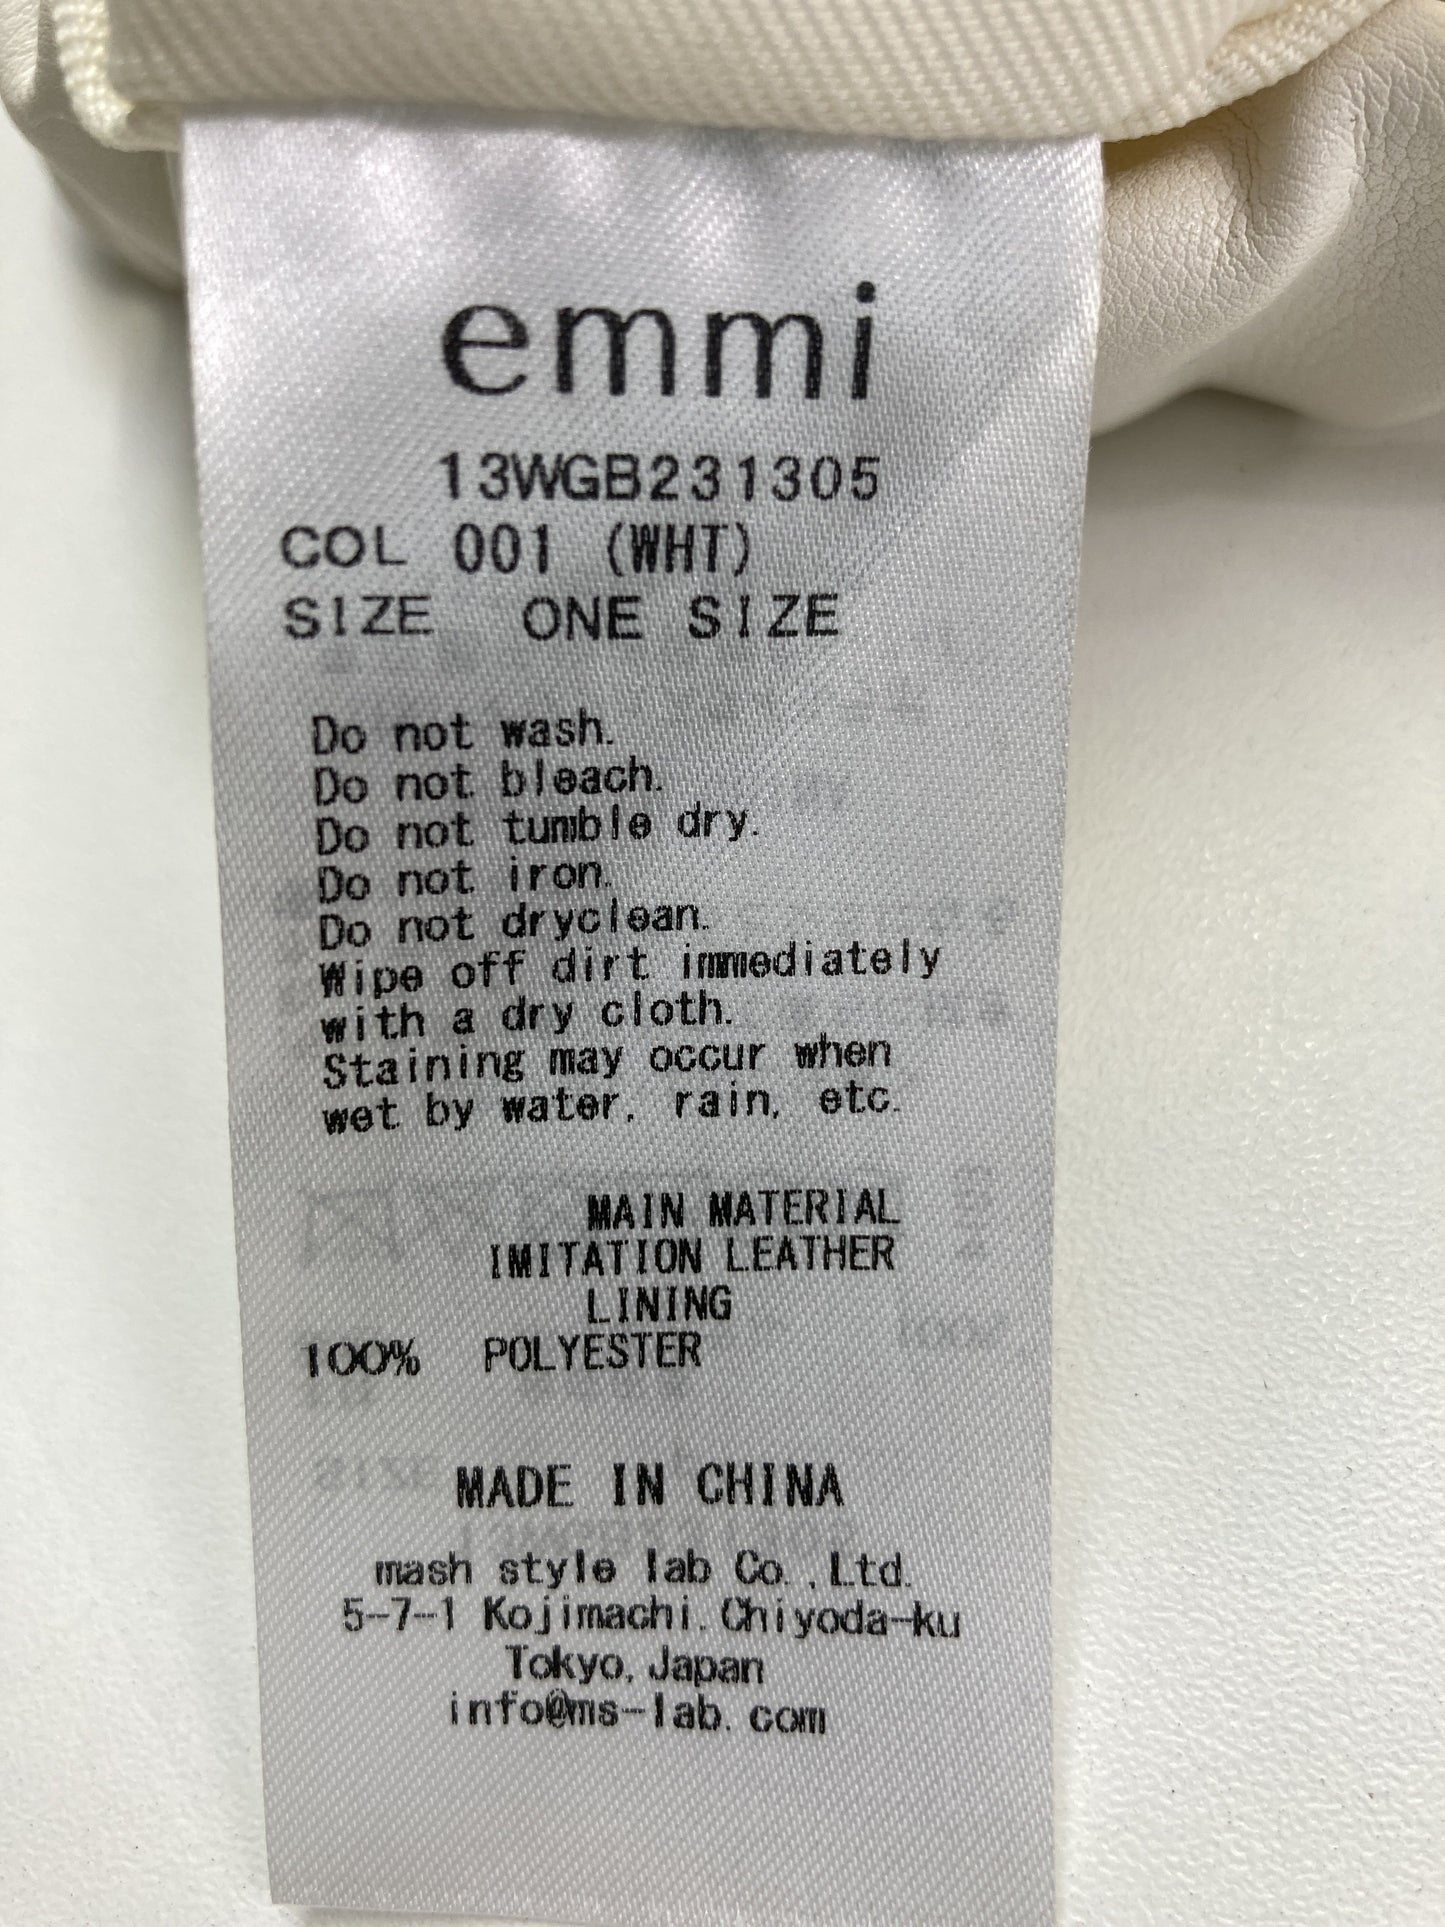 emmi
13WGB231305
COL 001 (WHT)
SIZE ONE SIZE
Do not wash.
Do not bleach.
Do not tumble dry.
Do not iron.
Do not dryclean.
Wipe off dirt immediately
with a dry cloth.
Staining may occur when
wet by water, rain, etc.
MAIN MATERIAL
IMITATION LEATHER
LINING
100% POLYESTER
MADE IN CHINA
mash style lab Co.,Ltd.
5-7-1 Kojimachi.Chiyoda-ku
Tokyo,Japan
info@ms-lab.com